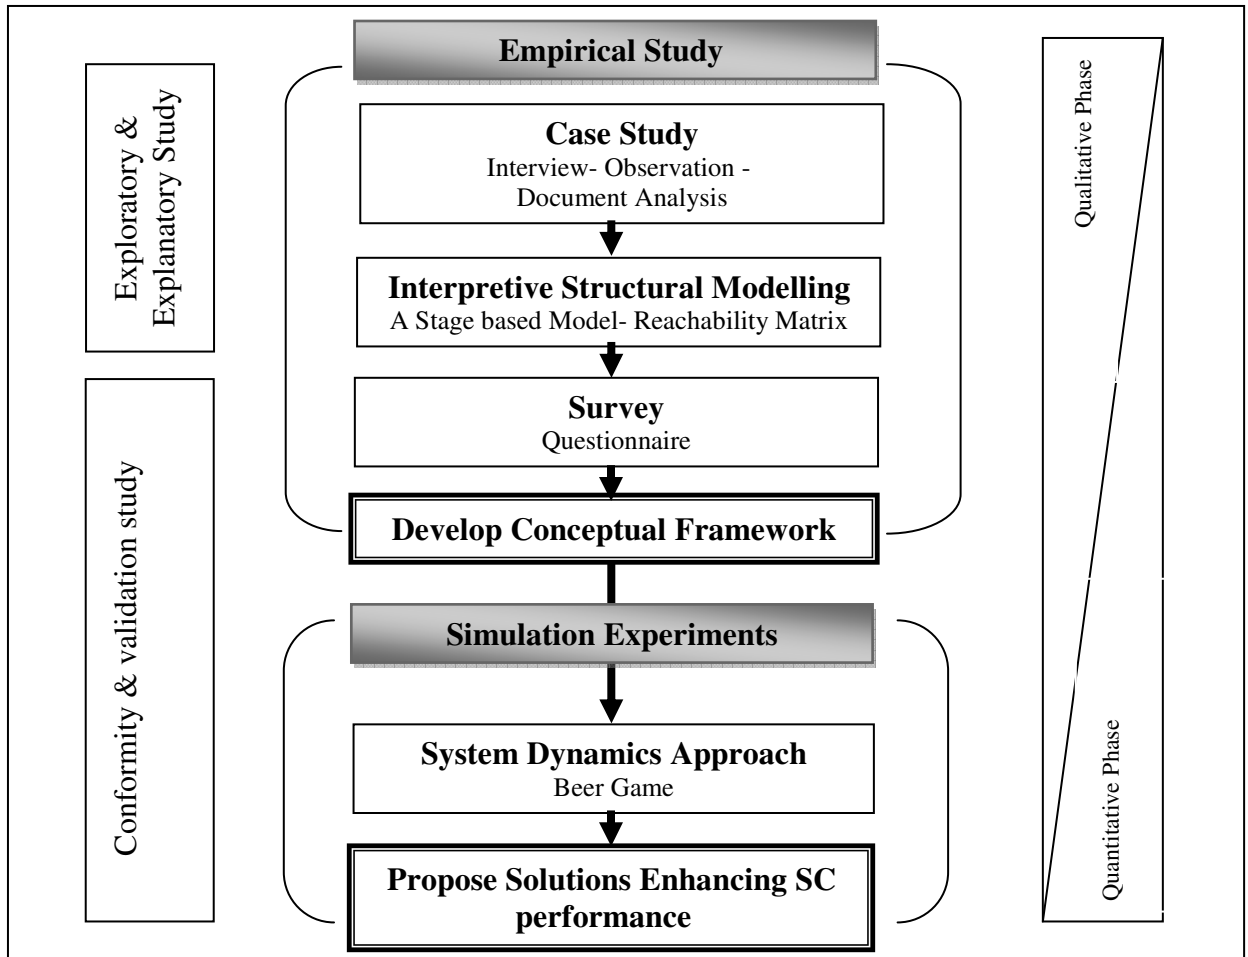 Empirical Study
Exploratory &
Explanatory Study
Case Study
Interview- Observation -
Document Analysis
Interpretive Structural Modelling
A Stage based Model- Reachability Matrix
Survey
Questionnaire
Develop Conceptual Framework
Conformity & validation study
Simulation Experiments
System Dynamics Approach
Beer Game
Propose Solutions Enhancing SC
performance
Qualitative Phase
Quantitative Phase